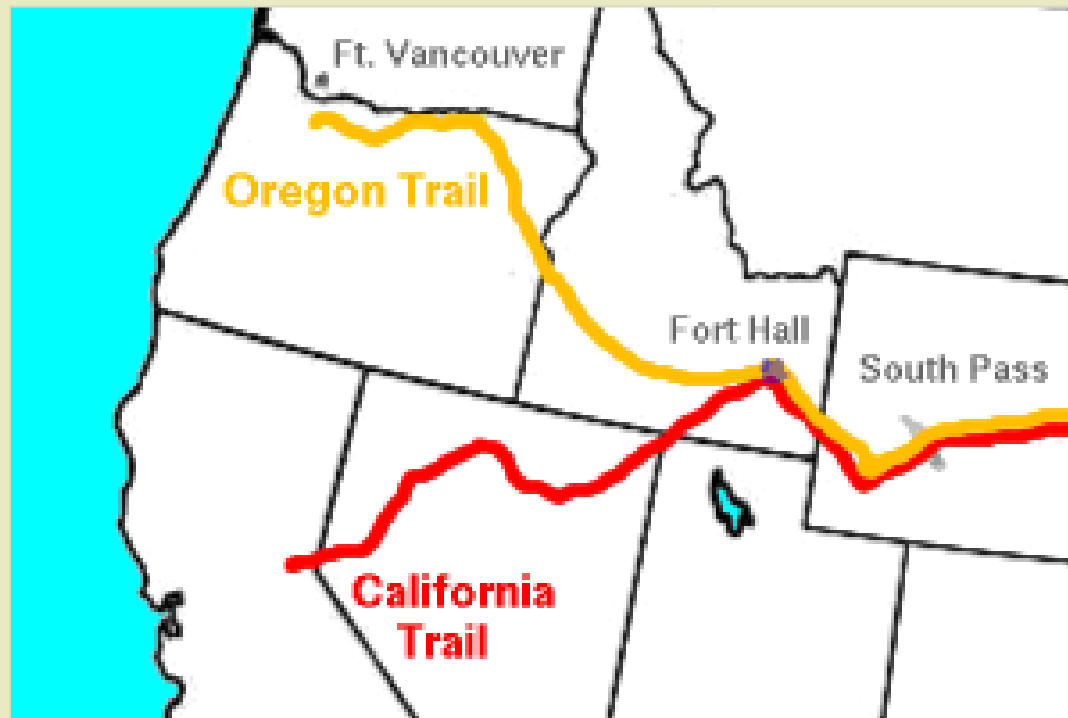 Ft. Vancouver
Oregon Trail
Fort Hall
South Pass
California
Trail